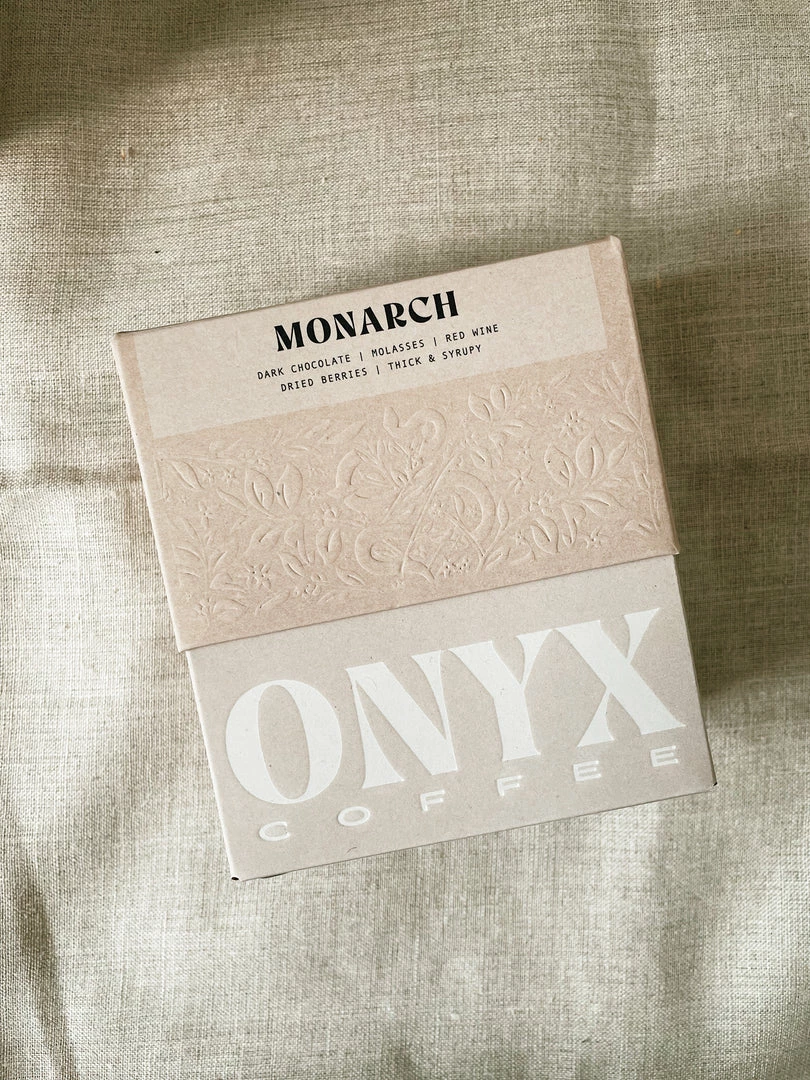 MONARCH
DARK CHOCOLATE | MOLASSES | RED WINE
DRIED BERRIES | THICK & SYRUPY
ONYX
COFFEE